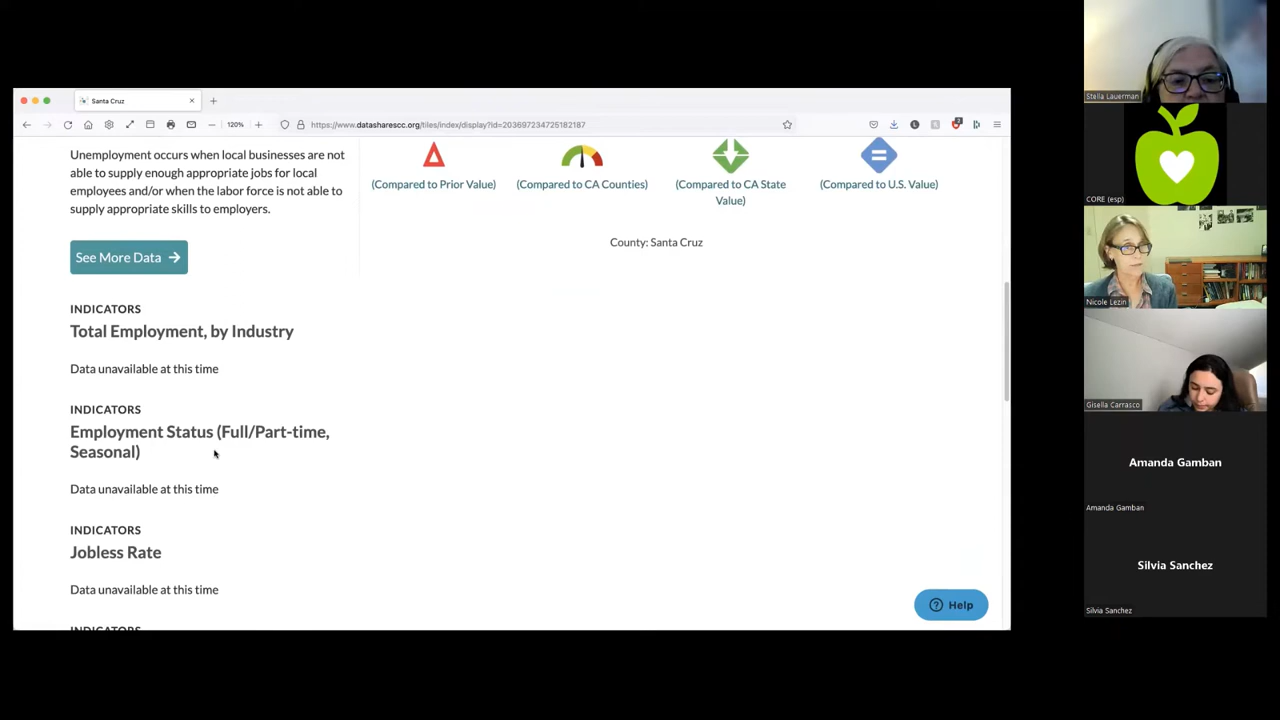 Santa Cruz
120%
https://www.datasharescc.org/tiles/index/display?id=203697234725182187
Unemployment occurs when local businesses are not
able to supply enough appropriate jobs for local
employees and/or when the labor force is not able to
supply appropriate skills to employers.
(Compared to Prior Value)
(Compared to CA Counties)
(Compared to CA State
Value)
(Compared to U.S. Value)
County: Santa Cruz
See More Data
INDICATORS
Total Employment, by Industry
Data unavailable at this time
INDICATORS
Employment Status (Full/Part-time,
Seasonal)
Data unavailable at this time
INDICATORS
Jobless Rate
Data unavailable at this time
INDICATORS
Help
Stella Lauerman
CORE (esp)
Nicole Lezin
Gisella Carrasco
Amanda Gamban
Amanda Gamban
Silvia Sanchez
Silvia Sanchez